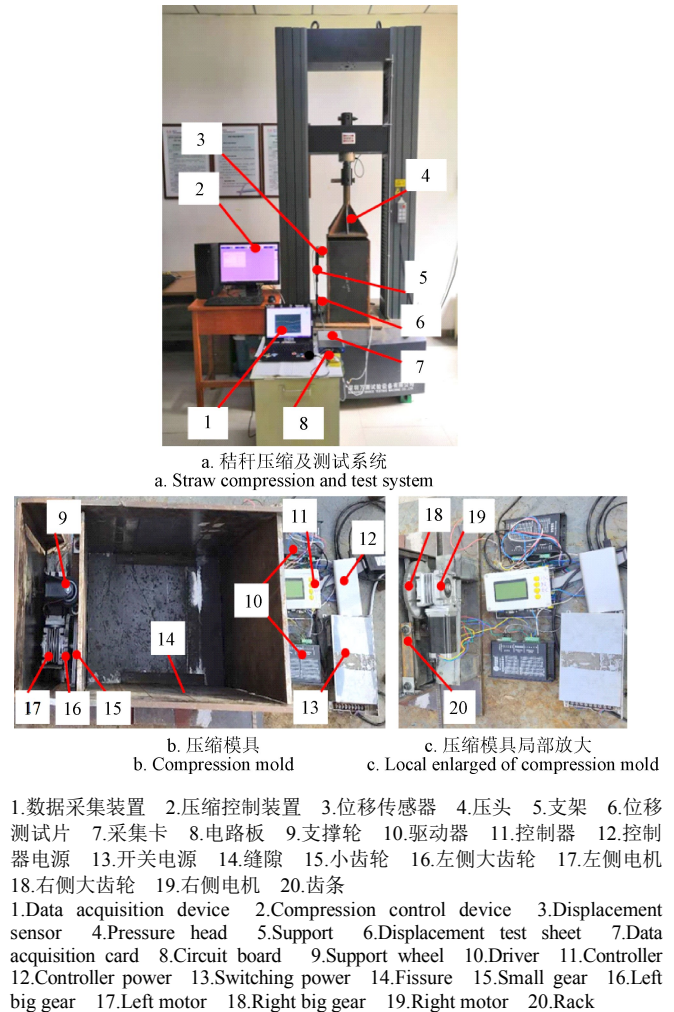 3
2
4
5
6
7
1
8
a. 秸秆压缩及测试系统
a. Straw compression and test system
9
11
18
19
12
10
14
17
16
15
13
20
b. 压缩模具
b. Compression mold
c. 压缩模具局部放大
c. Local enlarged of compression mold
1.数据采集装置 2.压缩控制装置 3.位移传感器 4.压头 5.支架 6.位移
测试片 7.采集卡 8.电路板 9.支撑轮 10.驱动器 11.控制器 12.控制
器电源 13.开关电源 14.缝隙 15.小齿轮 16.左侧大齿轮 17.左侧电机
18.右侧大齿轮 19.右侧电机 20.齿条
1.Data acquisition device 2.Compression control device 3.Displacement
sensor 4.Pressure head 5.Support 6.Displacement test sheet 7.Data
acquisition card 8.Circuit board 9.Support wheel 10.Driver 11.Controller
12.Controller power 13.Switching power 14.Fissure 15.Small gear 16.Left
big gear 17.Left motor 18.Right big gear 19.Right motor 20.Rack